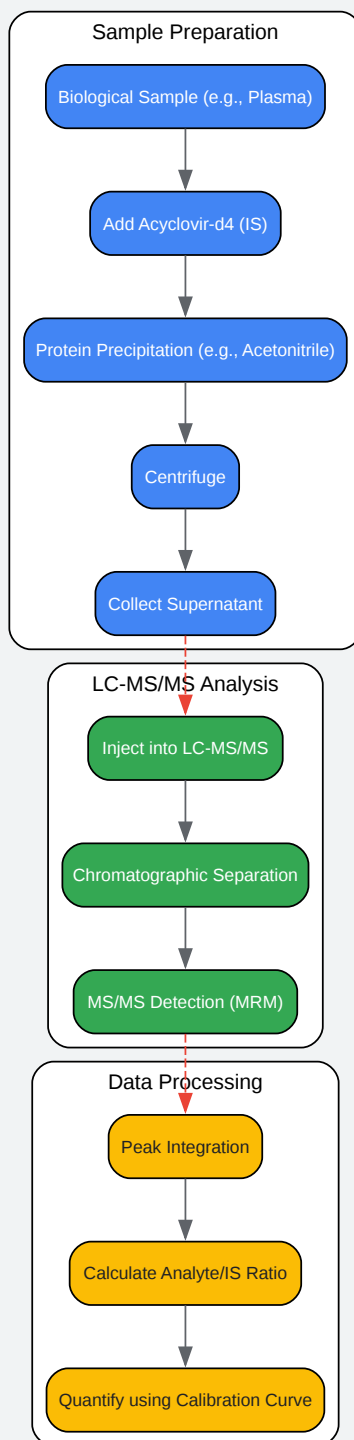 Sample Preparation
Biological Sample (e.g., Plasma)
Add Acyclovir-d4 (IS)
Protein Precipitation (e.g., Acetonitrile)
Centrifuge
Collect Supernatant
LC-MS/MS Analysis
Inject into LC-MS/MS
Chromatographic Separation
MS/MS Detection (MRM)
Data Processing
Peak Integration
Calculate Analyte/IS Ratio
Quantify using Calibration Curve